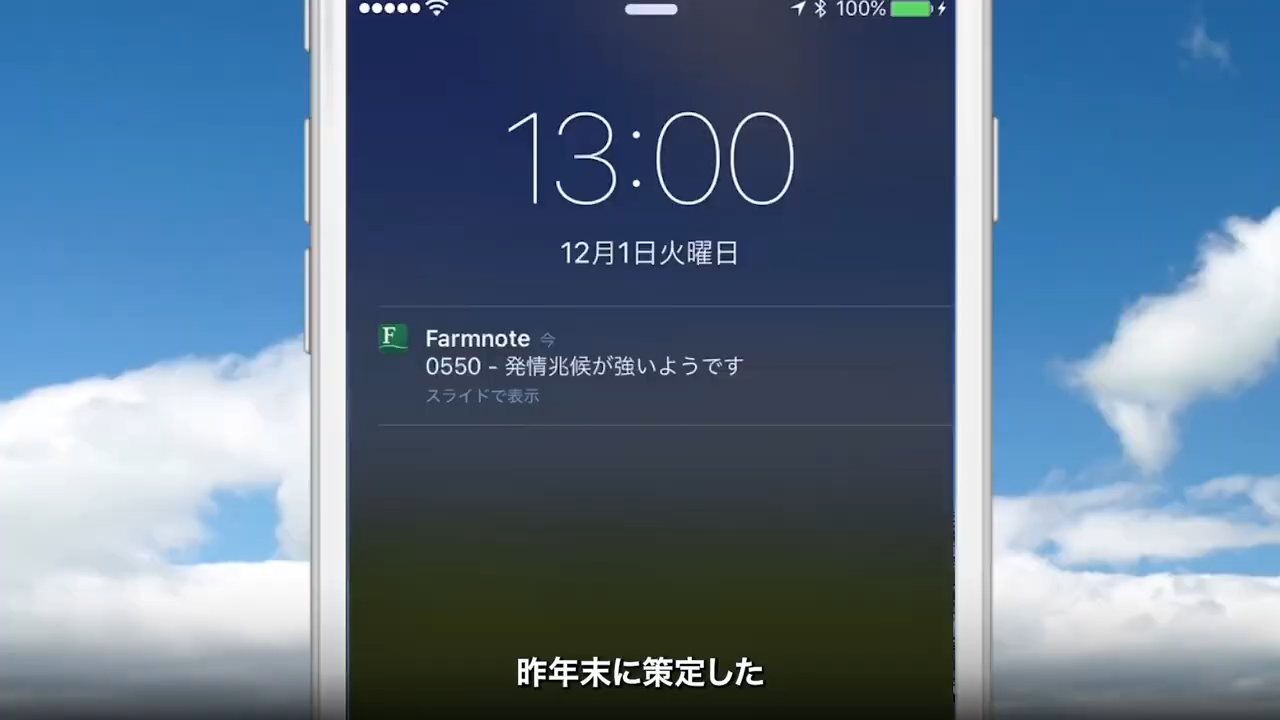 100%
13:00
12月1日火曜日
F
Farmnote 今
0550 - 発情兆候が強いようです
スライドで表示
昨年末に策定した